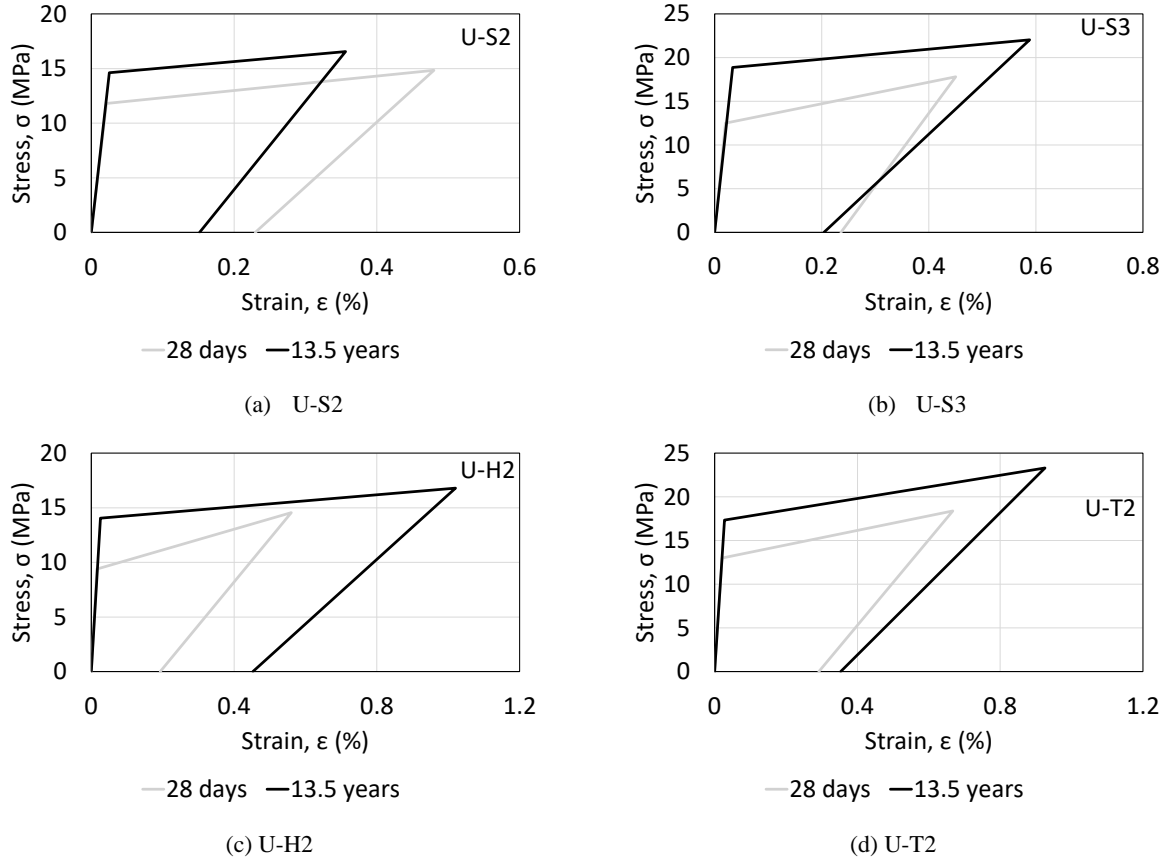 20
15
10
5
0
Stress, σ (MPa)
U-S2
0 0.2 0.4 0.6
Strain, ε (%)
28 days 13.5 years
(a) U-S2
25
20
15
10
5
0
Stress, σ (MPa)
U-S3
0 0.2 0.4 0.6 0.8
Strain, ε (%)
28 days 13.5 years
(b) U-S3
20
15
10
5
0
Stress, σ (MPa)
U-H2
0 0.4 0.8 1.2
Strain, ε (%)
28 days 13.5 years
(c) U-H2
25
20
15
10
5
0
Stress, σ (MPa)
U-T2
0 0.4 0.8 1.2
Strain, ε (%)
28 days 13.5 years
(d) U-T2